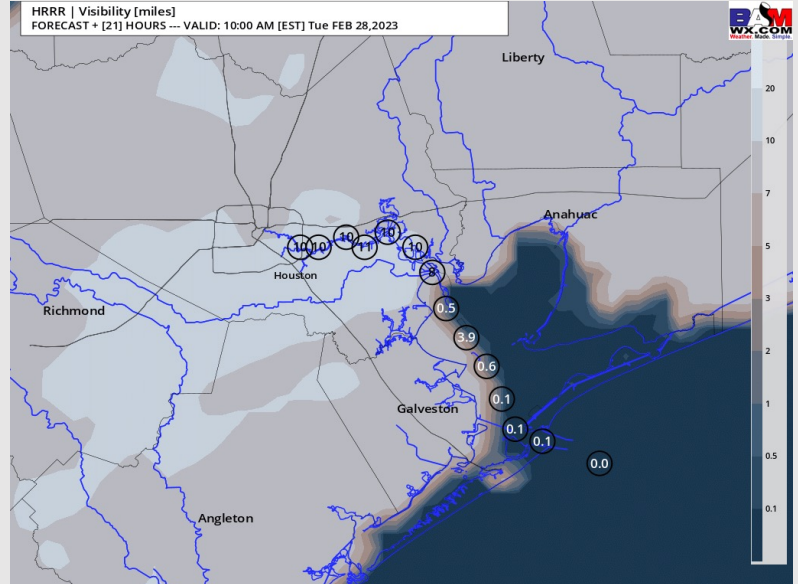 HRRR | Visibility [miles]
FORECAST + [21] HOURS --- VALID: 10:00 AM [EST] Tue FEB 28,2023
BAM
WX.COM
Weather. Made. Simple.
Liberty
20
10
7
5
3
2
1
0.5
0.1
Anahuac
10
10
10
11
10
10
8
Houston
Richmond
0.5
3.9
0.6
0.1
Galveston
0.1
0.1
0.0
Angleton